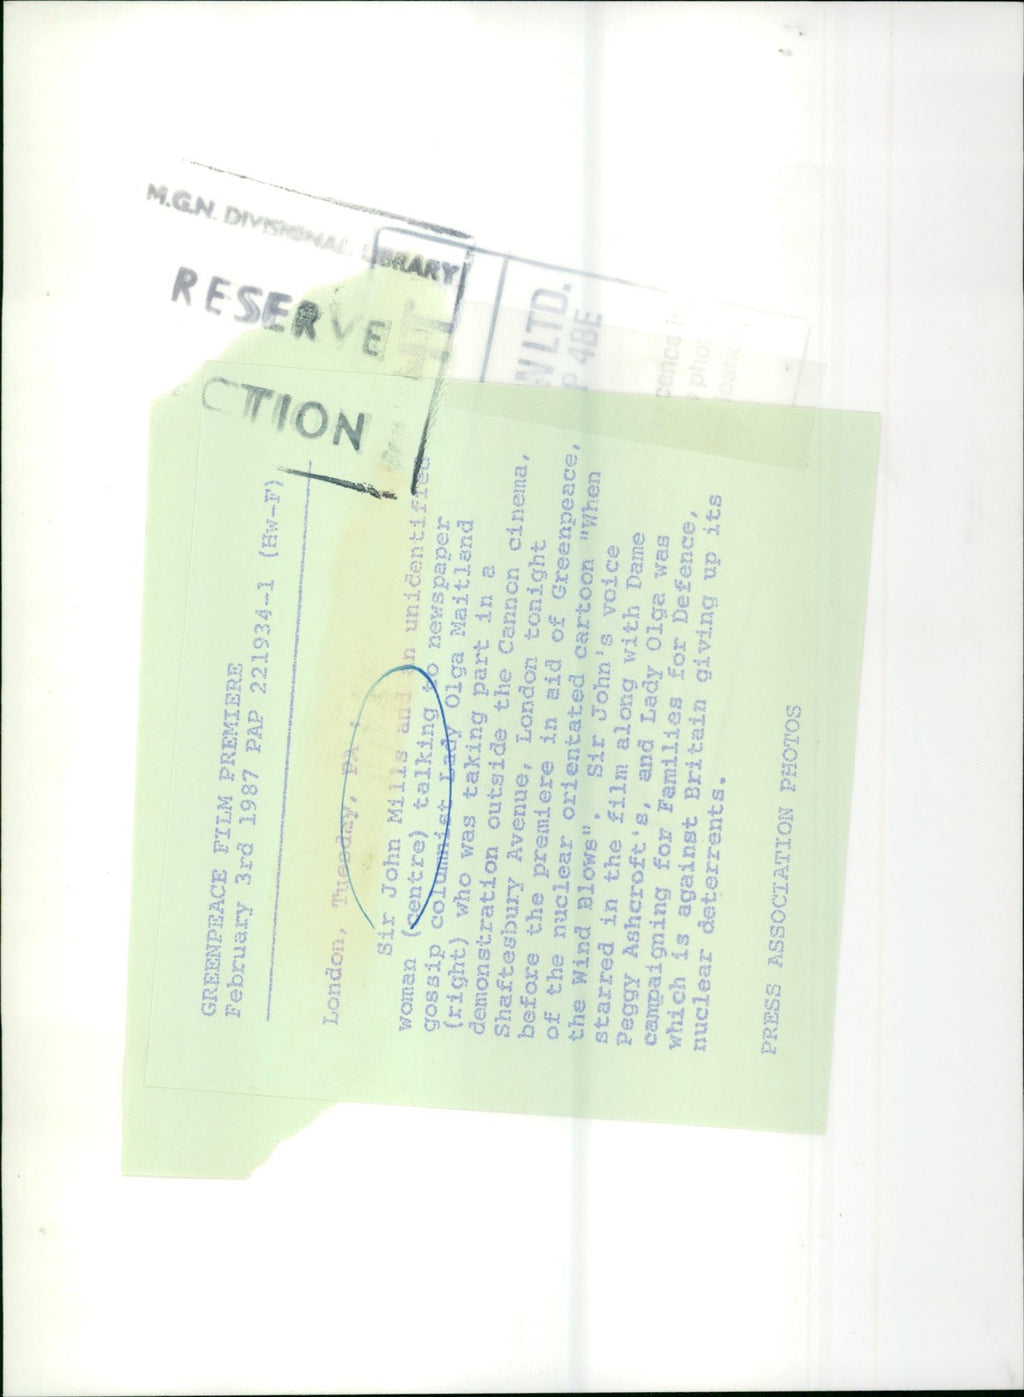 M.G.N. DIVISIONAL LIBRARY
RESERVE
CTION
W LTD.
P 4BE
GREENPEACE FILM PREMIERE
February 3rd 1987 PAP 221934-1 (HW-F)
London, Tuesday, PA.
Sir John Mills and an unidentified
woman (centre) talking to newspaper
gossip columnist Lady Olga Maitland
(right) who was taking part in a
demonstration outside the Cannon cinema,
Shaftesbury Avenue, London tonight
before the premiere in aid of Greenpeace,
of the nuclear orientated cartoon "When
the Wind Blows". Sir John's voice
starred in the film along with Dame
Peggy Ashcroft's, and Lady Olga was
campaigning for Families for Defence,
which is against Britain giving up its
nuclear deterrents.
PRESS ASSOCIATION PHOTOS